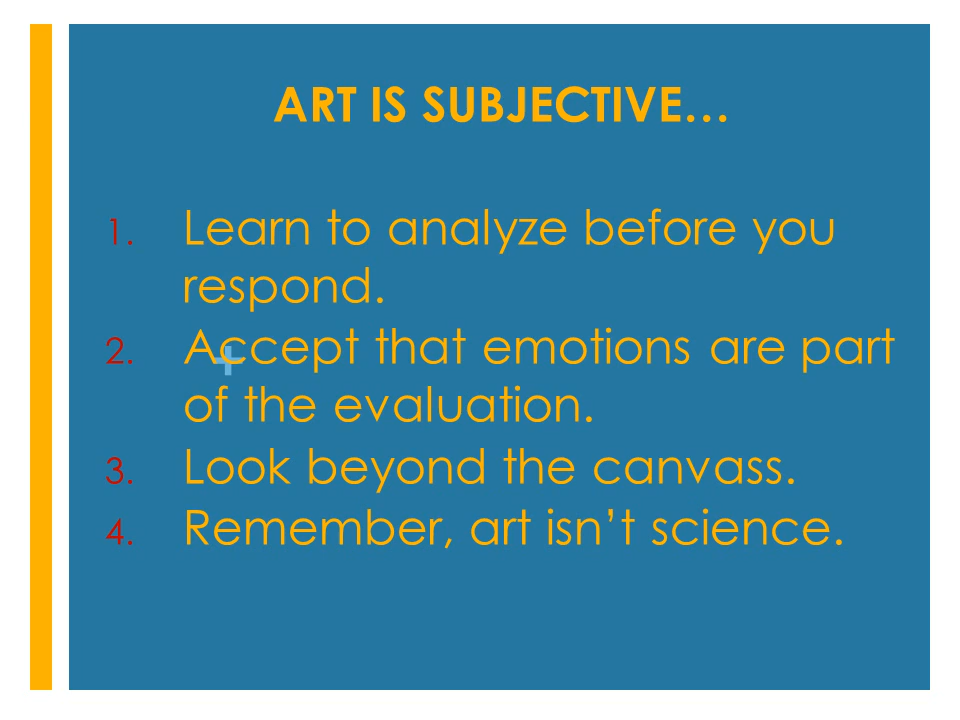 ART IS SUBJECTIVE…
1. Learn to analyze before you
respond.
2. Accept that emotions are part
+
of the evaluation.
3. Look beyond the canvass.
4. Remember, art isn’t science.